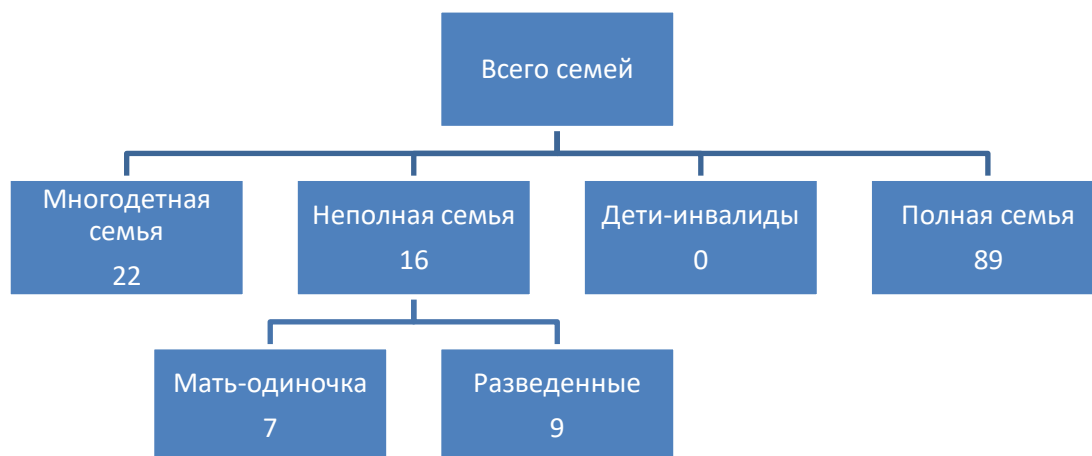 Всего семей
Многодетная
семья
22
Неполная семья
16
Дети-инвалиды
0
Полная семья
89
Мать-одиночка
7
Разведенные
9